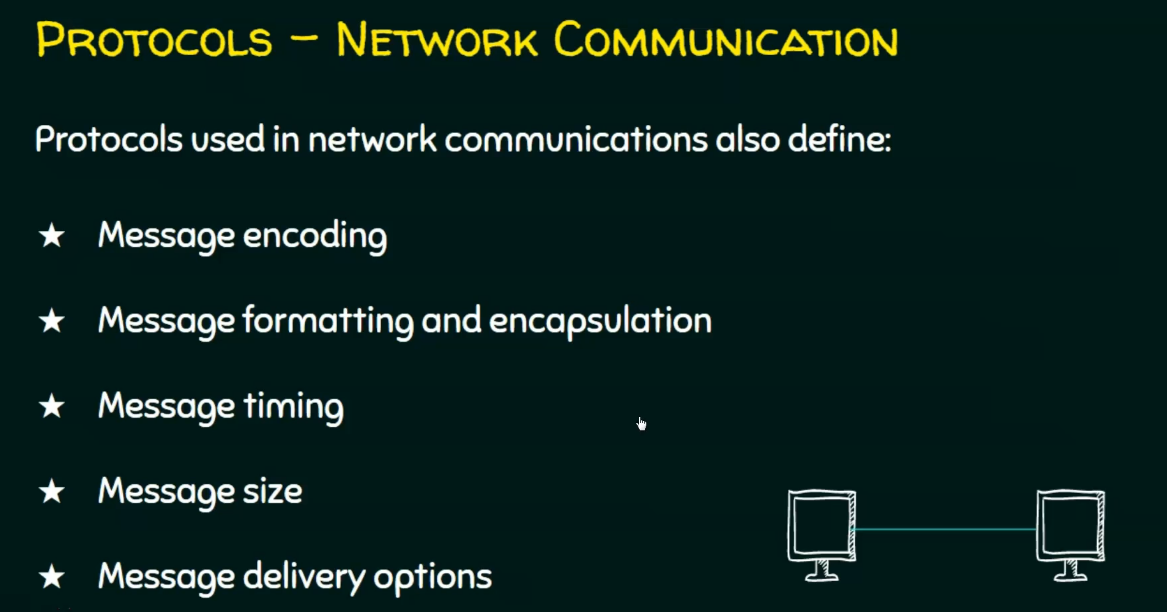 Protocols – Network Communication
Protocols used in network communications also define:
★ Message encoding
★ Message formatting and encapsulation
★ Message timing
★ Message size
★ Message delivery options